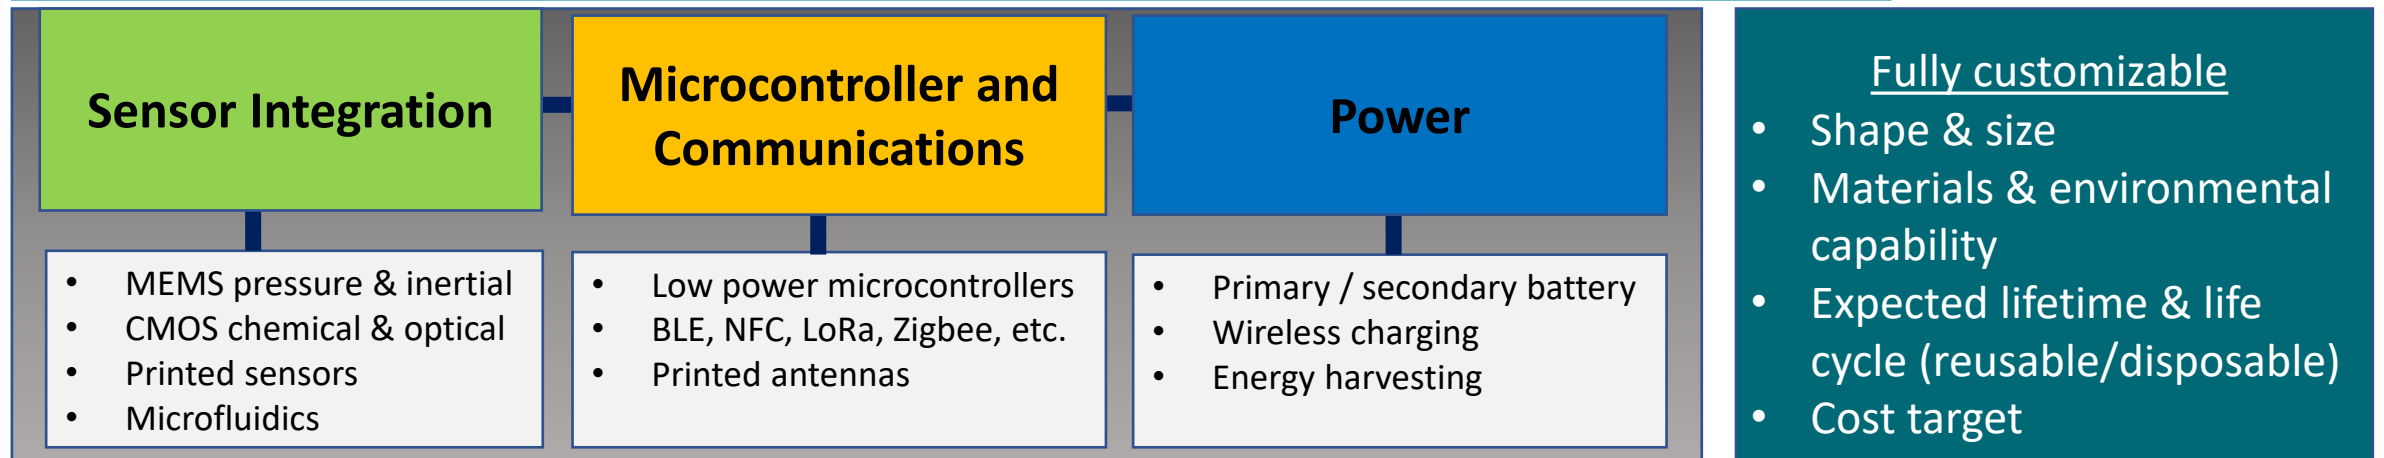 Sensor Integration
• MEMS pressure & inertial
• CMOS chemical & optical
• Printed sensors
• Microfluidics
Microcontroller and
Communications
• Low power microcontrollers
• BLE, NFC, LoRa, Zigbee, etc.
• Printed antennas
Power
• Primary / secondary battery
• Wireless charging
• Energy harvesting
Fully customizable
• Shape & size
• Materials & environmental
capability
• Expected lifetime & life
cycle (reusable/disposable)
• Cost target